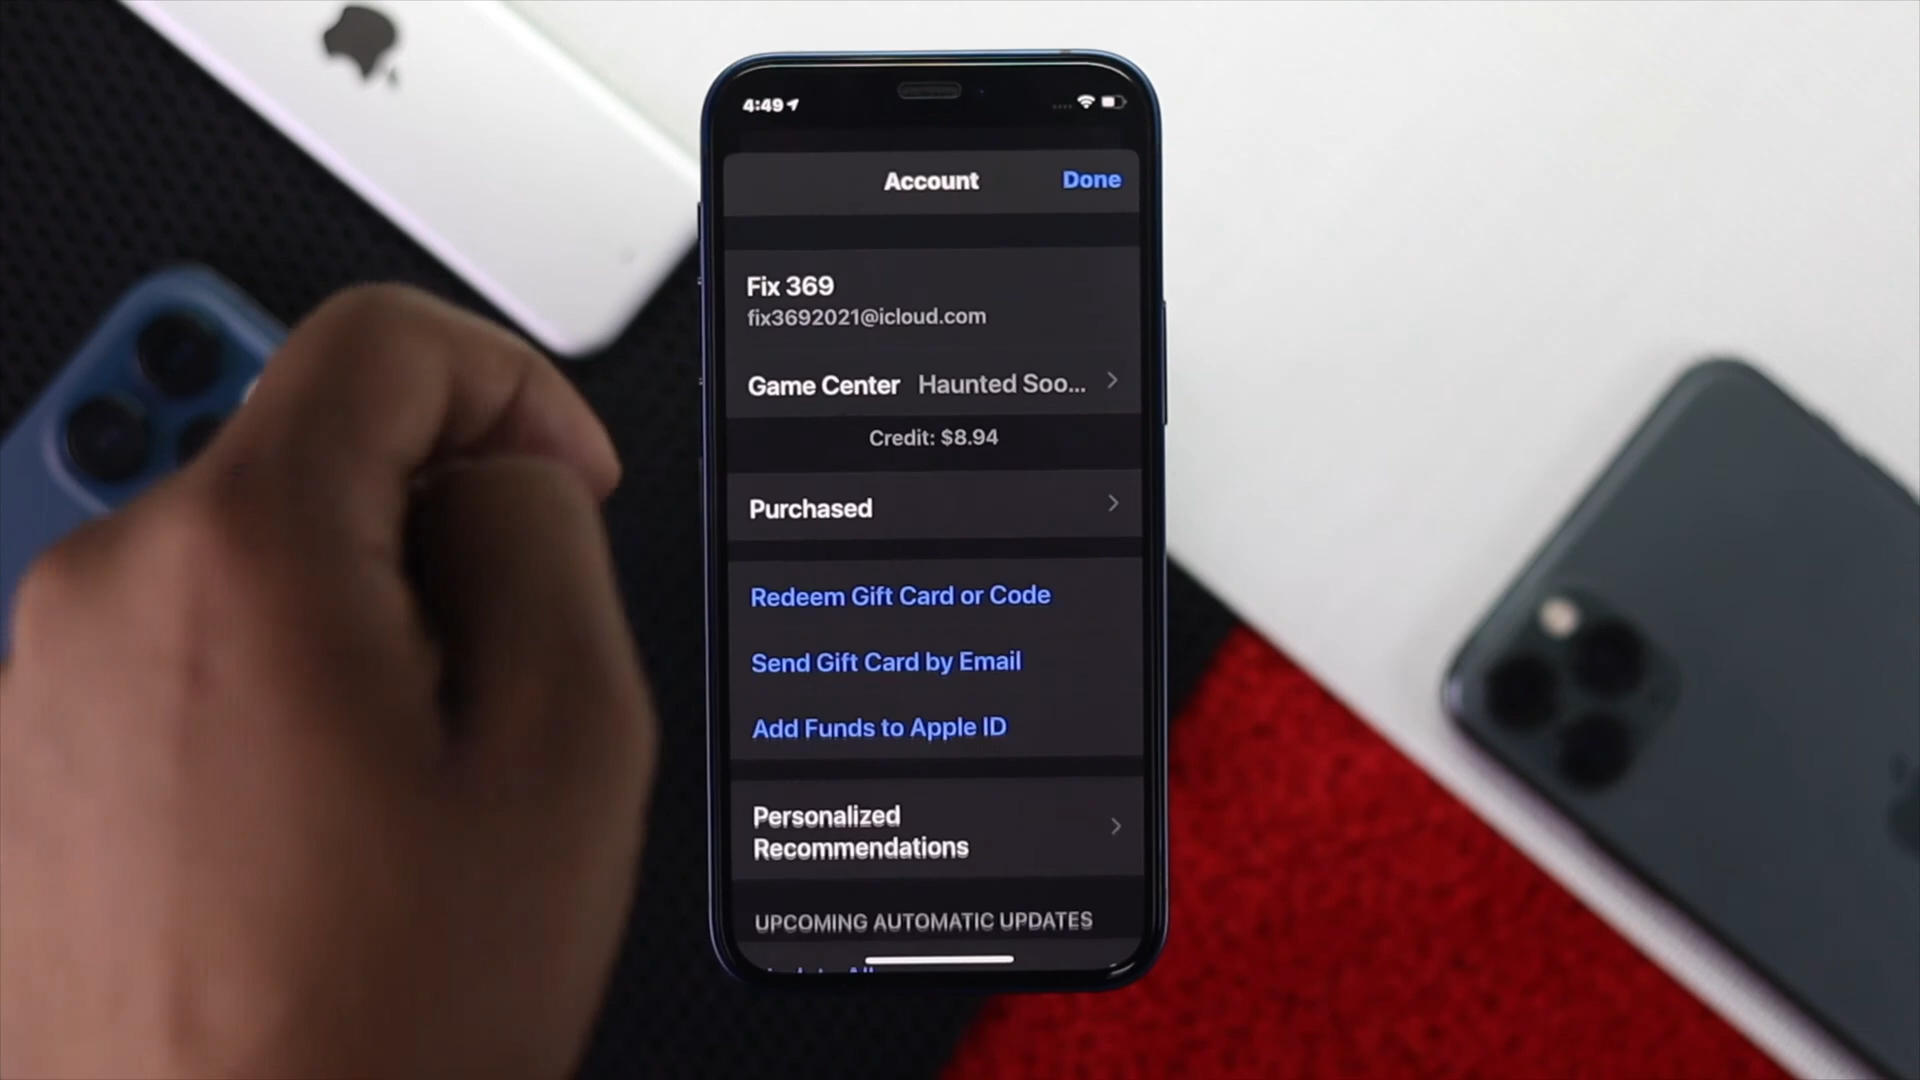 4:49
Account
Done
Fix 369
fix3692021@icloud.com
Game Center Haunted Soo...
Credit: $8.94
Purchased
Redeem Gift Card or Code
Send Gift Card by Email
Add Funds to Apple ID
Personalized
Recommendations
UPCOMING AUTOMATIC UPDATES